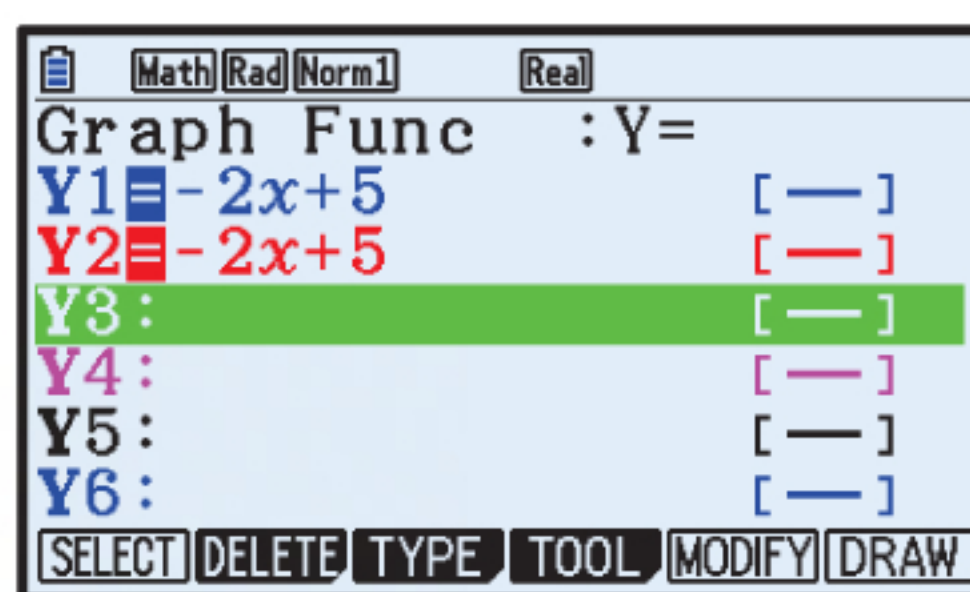 Math Rad Norm1 Real
Graph Func :Y=
Y1=-2x+5 [—]
Y2=-2x+5 [—]
Y3: [—]
Y4: [—]
Y5: [—]
Y6: [—]
SELECT DELETE TYPE TOOL MODIFY DRAW